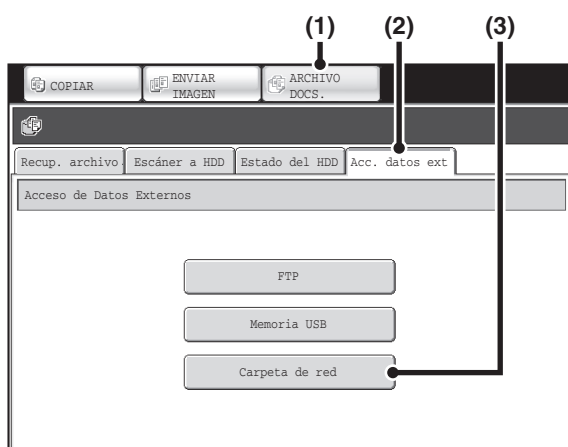 (1) (2) (3)
COPIAR
ENVIAR
IMAGEN
ARCHIVO
DOCS.
Recup. archivo.
Escáner a HDD
Estado del HDD
Acc. datos ext
Acceso de Datos Externos
FTP
Memoria USB
Carpeta de red